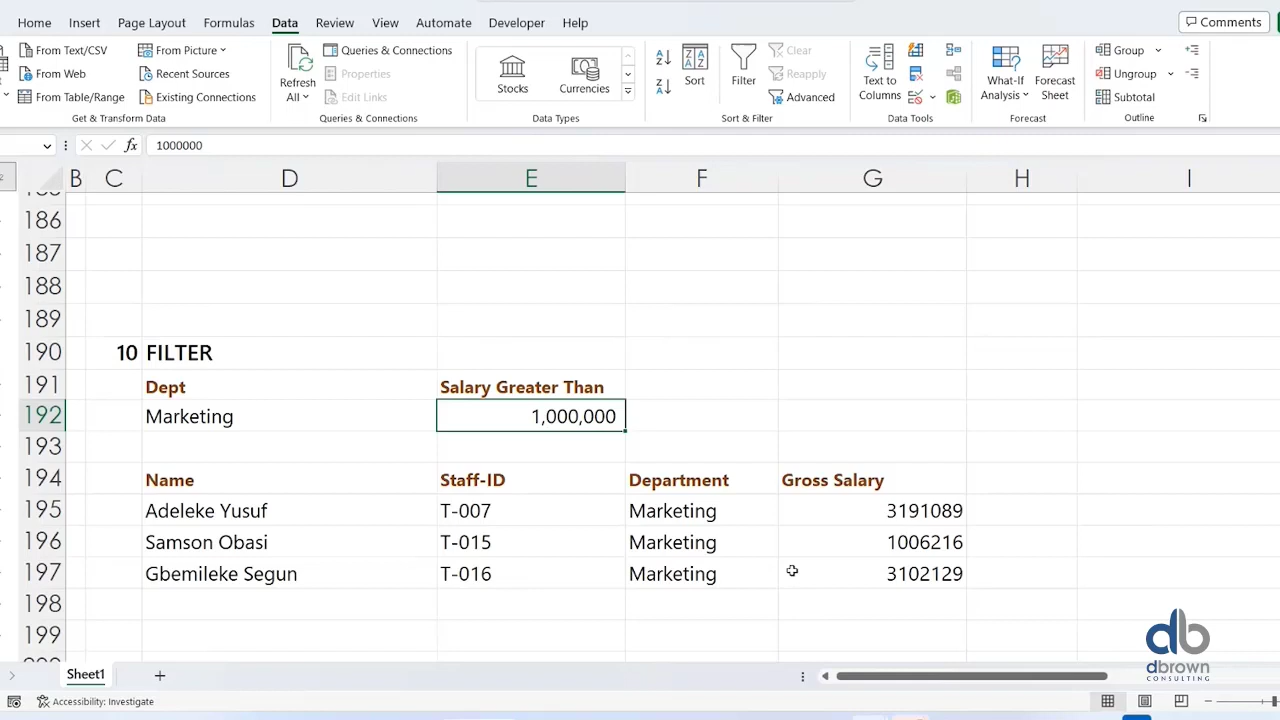 Home Insert Page Layout Formulas Data Review View Automate Developer Help Comments
From Text/CSV From Picture Queries & Connections Clear Group
From Web Recent Sources Properties Reapply Ungroup
From Table/Range Existing Connections Edit Links Advanced Subtotal
Refresh All Stocks Currencies Sort Filter Text to Columns What-If Analysis Forecast Sheet
Get & Transform Data Queries & Connections Data Types Sort & Filter Data Tools Forecast Outline
fx 1000000
B C D E F G H I
186
187
188
189
190 10 FILTER
191 Dept Salary Greater Than
192 Marketing 1,000,000
193
194 Name Staff-ID Department Gross Salary
195 Adeleke Yusuf T-007 Marketing 3191089
196 Samson Obasi T-015 Marketing 1006216
197 Gbemileke Segun T-016 Marketing 3102129
198
199
db
dbrown
CONSULTING
Sheet1
Accessibility: Investigate